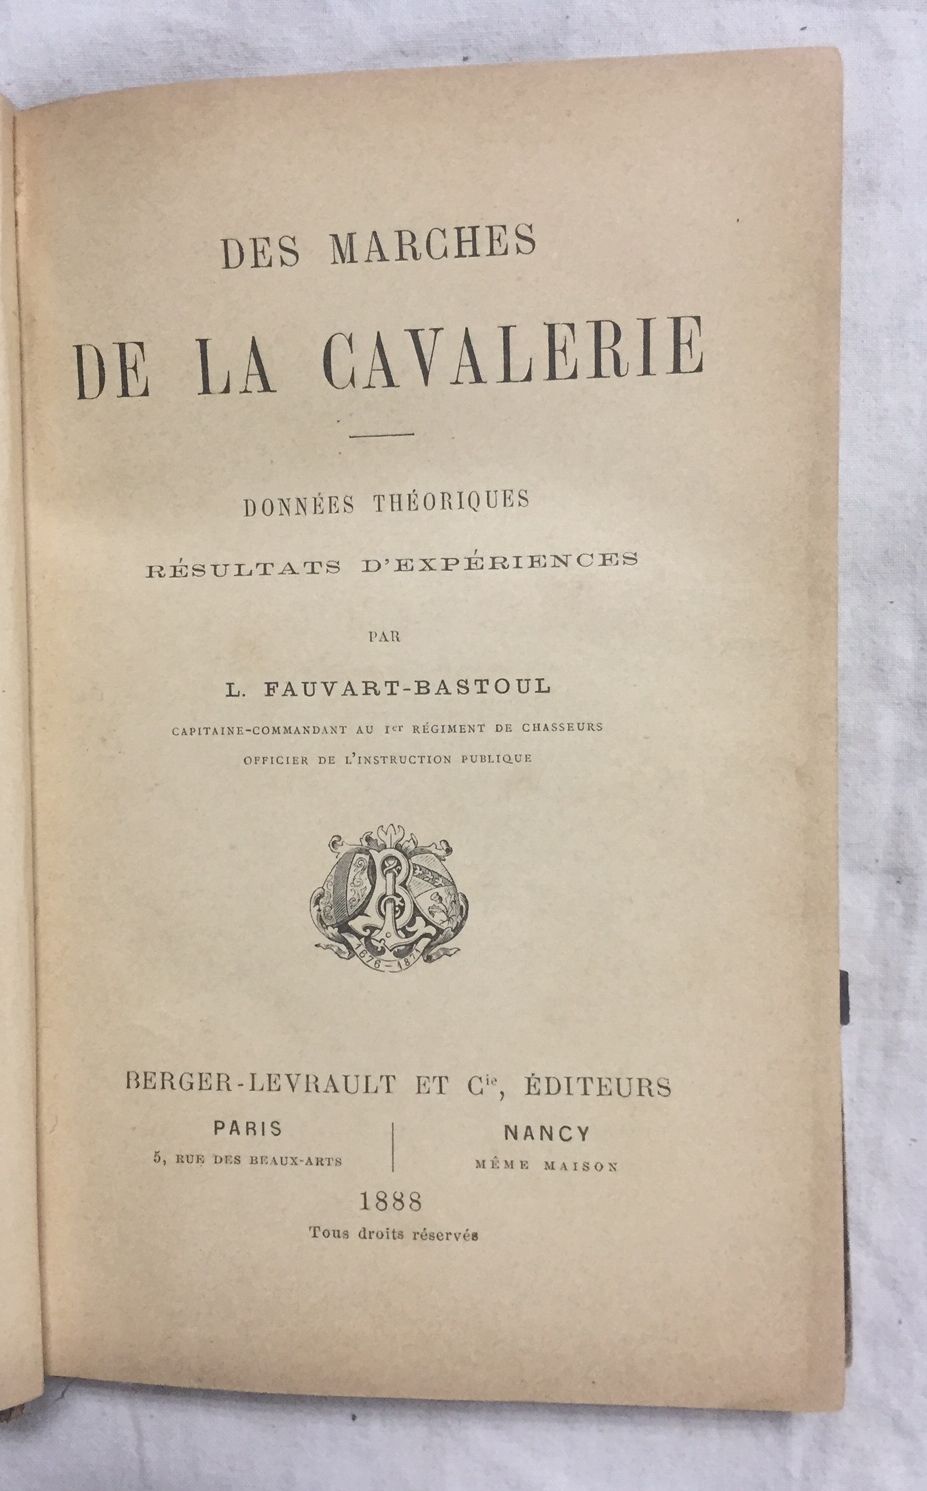 DES MARCHES
DE LA CAVALERIE
DONNÉES THÉORIQUES
RÉSULTATS D'EXPÉRIENCES
PAR
L. FAUVART-BASTOUL
CAPITAINE-COMMANDANT AU 1er RÉGIMENT DE CHASSEURS
OFFICIER DE L'INSTRUCTION PUBLIQUE
1676-1871
BERGER-LEVRAULT ET Cie, ÉDITEURS
PARIS
5, RUE DES BEAUX-ARTS
NANCY
MÊME MAISON
1888
Tous droits réservés